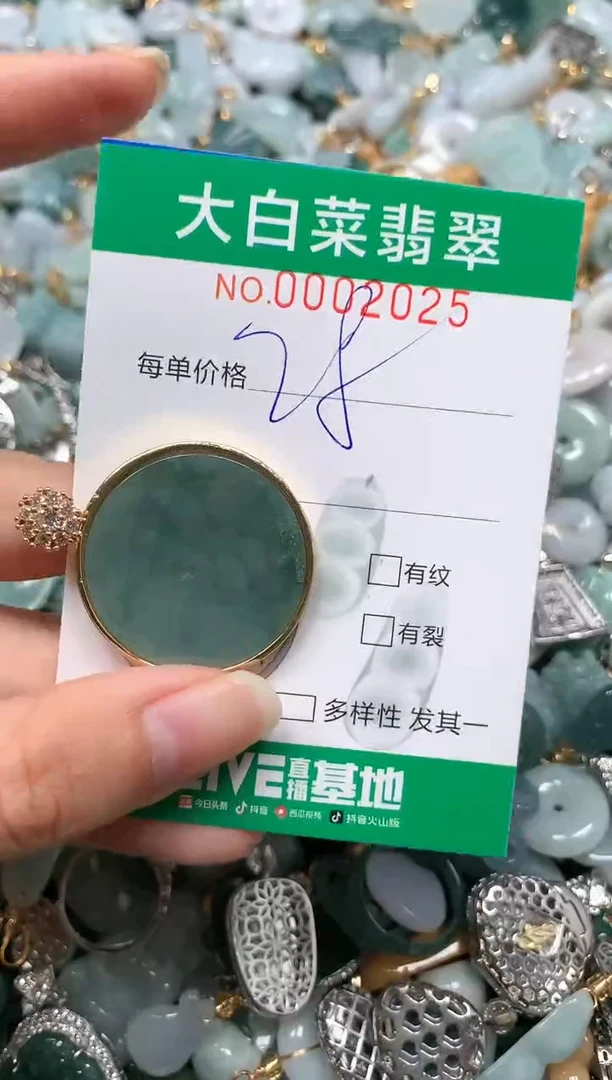 大白菜翡翠
NO.0002025
每单价格 28
有纹
有裂
多样性 发其一
LIVE直播基地
今日头条 抖音 西瓜视频 抖音火山版